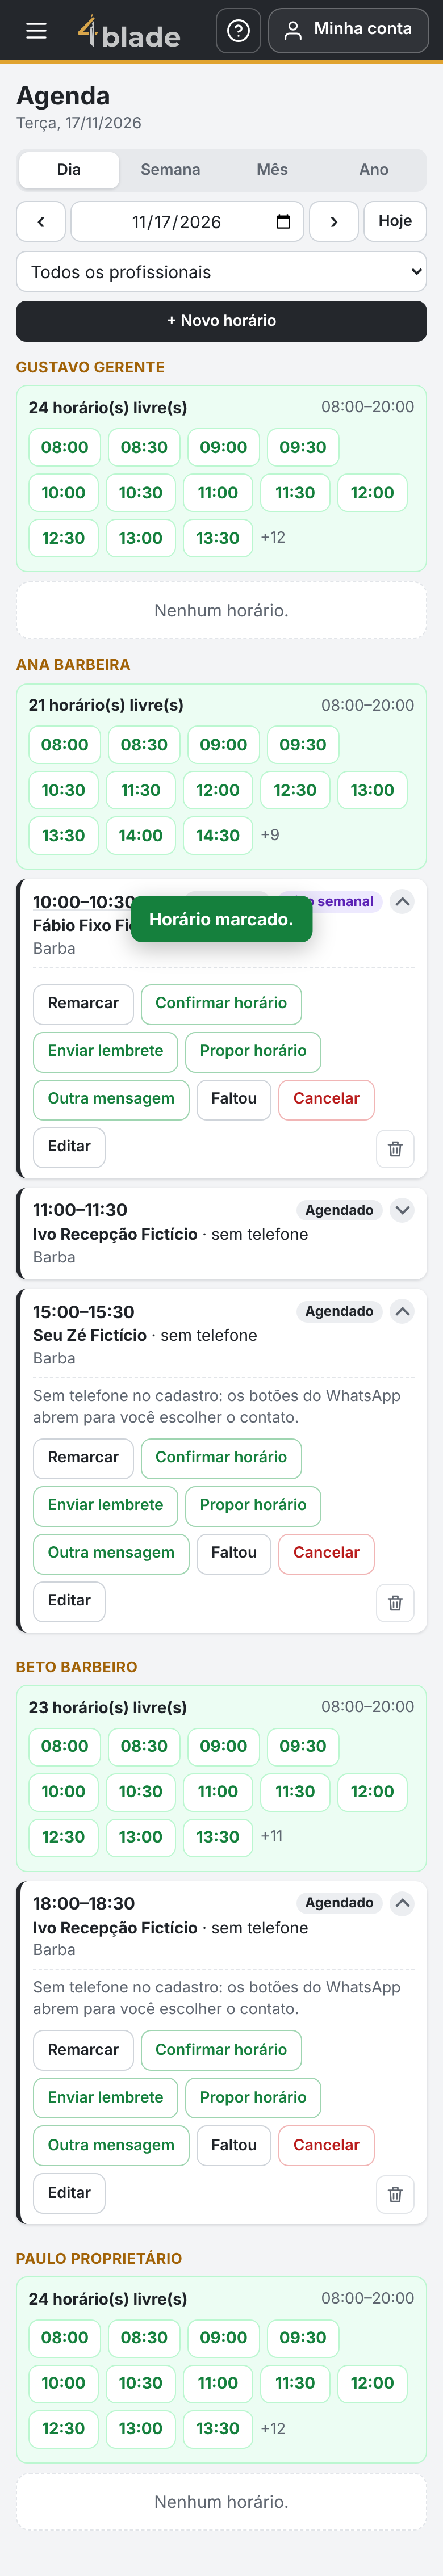 4blade
Minha conta
Agenda
Terça, 17/11/2026
Dia Semana Mês Ano
‹ 11/17/2026 › Hoje
Todos os profissionais
+ Novo horário
GUSTAVO GERENTE
24 horário(s) livre(s) 08:00–20:00
08:00 08:30 09:00 09:30
10:00 10:30 11:00 11:30 12:00
12:30 13:00 13:30 +12
Nenhum horário.
ANA BARBEIRA
21 horário(s) livre(s) 08:00–20:00
08:00 08:30 09:00 09:30
10:30 11:30 12:00 12:30 13:00
13:30 14:00 14:30 +9
10:00–10:30 semanal
Fábio Fixo
Horário marcado.
Barba
Remarcar Confirmar horário
Enviar lembrete Propor horário
Outra mensagem Faltou Cancelar
Editar
11:00–11:30 Agendado
Ivo Recepção Fictício · sem telefone
Barba
15:00–15:30 Agendado
Seu Zé Fictício · sem telefone
Barba
Sem telefone no cadastro: os botões do WhatsApp
abrem para você escolher o contato.
Remarcar Confirmar horário
Enviar lembrete Propor horário
Outra mensagem Faltou Cancelar
Editar
BETO BARBEIRO
23 horário(s) livre(s) 08:00–20:00
08:00 08:30 09:00 09:30
10:00 10:30 11:00 11:30 12:00
12:30 13:00 13:30 +11
18:00–18:30 Agendado
Ivo Recepção Fictício · sem telefone
Barba
Sem telefone no cadastro: os botões do WhatsApp
abrem para você escolher o contato.
Remarcar Confirmar horário
Enviar lembrete Propor horário
Outra mensagem Faltou Cancelar
Editar
PAULO PROPRIETÁRIO
24 horário(s) livre(s) 08:00–20:00
08:00 08:30 09:00 09:30
10:00 10:30 11:00 11:30 12:00
12:30 13:00 13:30 +12
Nenhum horário.